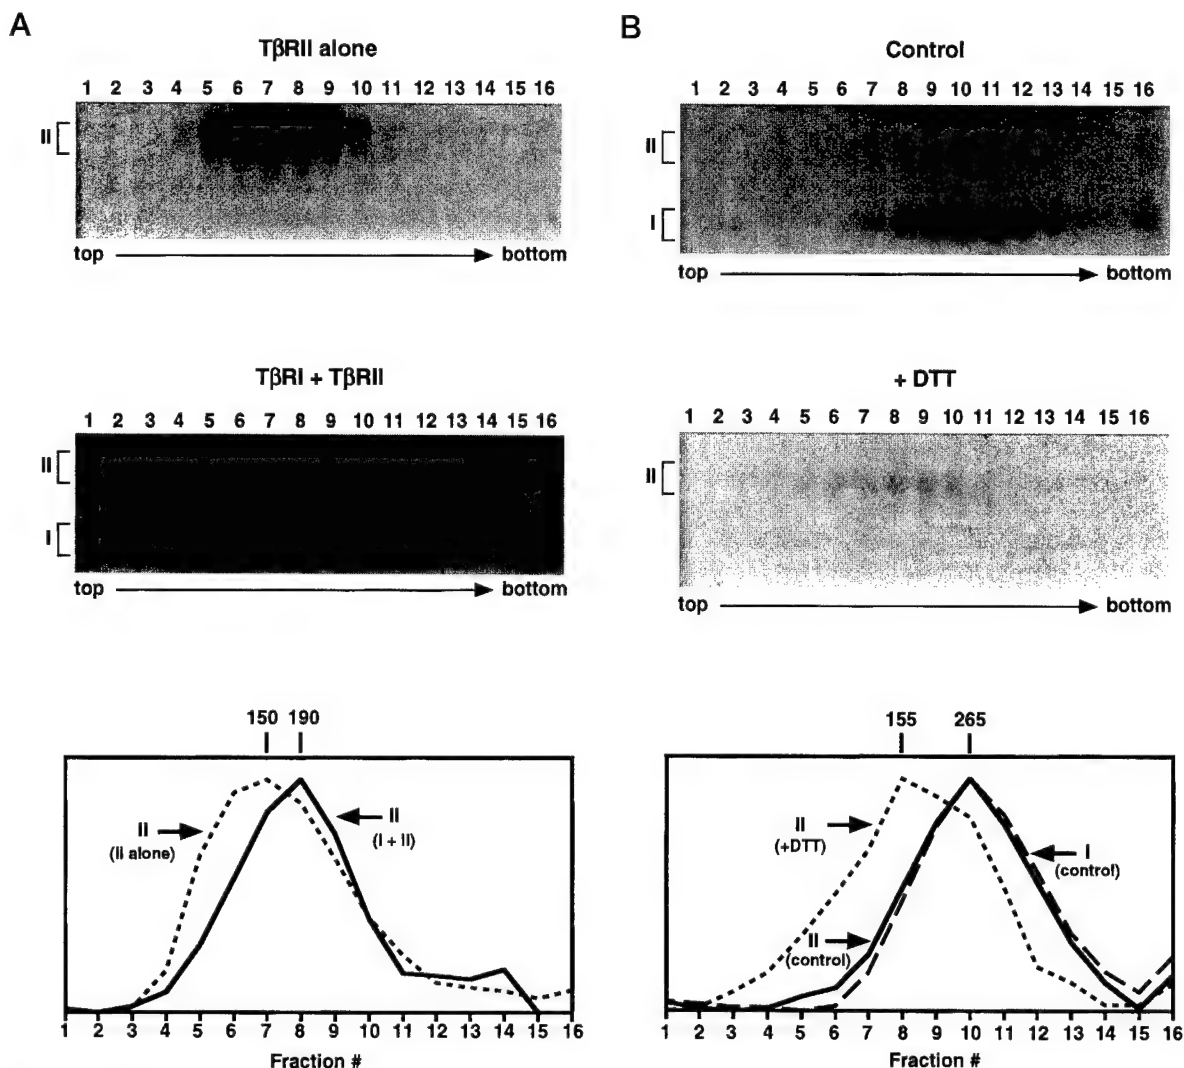 A
TβRII alone
1 2 3 4 5 6 7 8 9 10 11 12 13 14 15 16
II
top bottom
TβRI + TβRII
1 2 3 4 5 6 7 8 9 10 11 12 13 14 15 16
II
I
top bottom
150 190
II
(II alone)
II
(I + II)
1 2 3 4 5 6 7 8 9 10 11 12 13 14 15 16
Fraction #
B
Control
1 2 3 4 5 6 7 8 9 10 11 12 13 14 15 16
II
I
top bottom
+ DTT
1 2 3 4 5 6 7 8 9 10 11 12 13 14 15 16
II
top bottom
155 265
II
(+DTT)
I
(control)
II
(control)
1 2 3 4 5 6 7 8 9 10 11 12 13 14 15 16
Fraction #